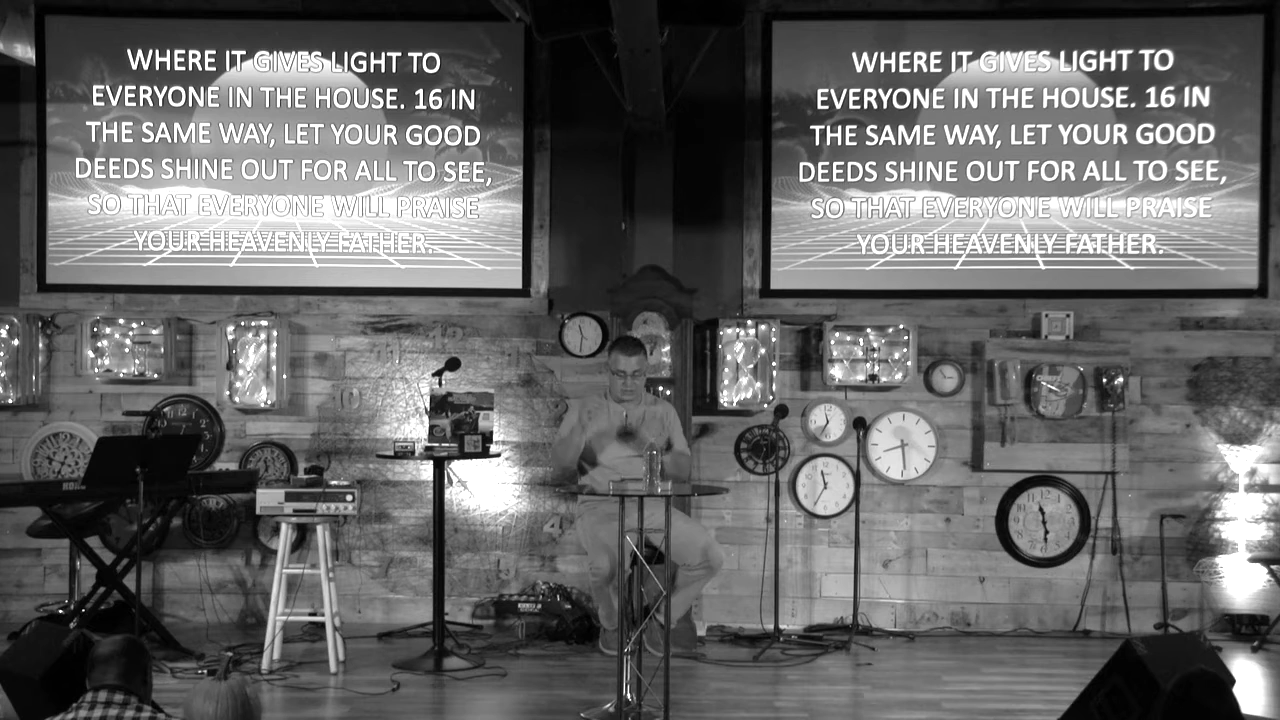 WHERE IT GIVES LIGHT TO
EVERYONE IN THE HOUSE. 16 IN
THE SAME WAY, LET YOUR GOOD
DEEDS SHINE OUT FOR ALL TO SEE,
SO THAT EVERYONE WILL PRAISE
YOUR HEAVENLY FATHER.
WHERE IT GIVES LIGHT TO
EVERYONE IN THE HOUSE. 16 IN
THE SAME WAY, LET YOUR GOOD
DEEDS SHINE OUT FOR ALL TO SEE,
SO THAT EVERYONE WILL PRAISE
YOUR HEAVENLY FATHER.
KORG